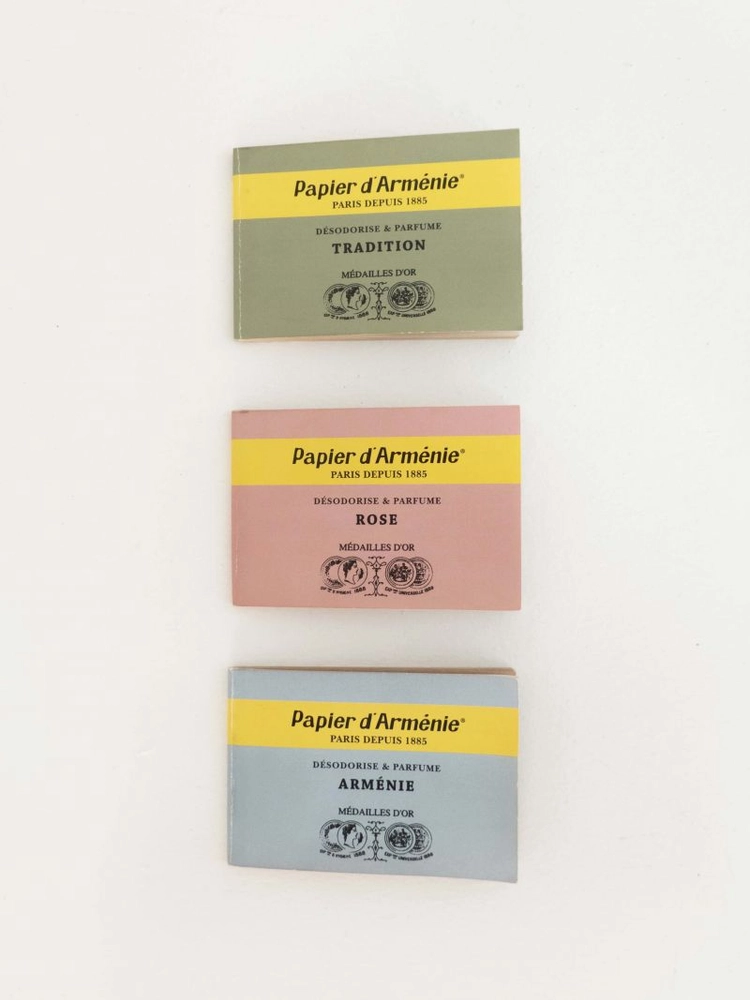 Papier d'Arménie®
PARIS DEPUIS 1885
DÉSODORISE & PARFUME
TRADITION
MÉDAILLES D'OR
Papier d'Arménie®
PARIS DEPUIS 1885
DÉSODORISE & PARFUME
ROSE
MÉDAILLES D'OR
Papier d'Arménie®
PARIS DEPUIS 1885
DÉSODORISE & PARFUME
ARMÉNIE
MÉDAILLES D'OR